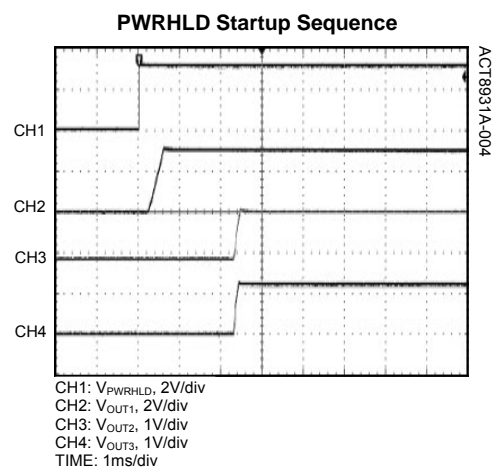 PWRHLD Startup Sequence
ACT8931A-004
CH1
CH2
CH3
CH4
CH1: VPWRHLD, 2V/div
CH2: VOUT1, 2V/div
CH3: VOUT2, 1V/div
CH4: VOUT3, 1V/div
TIME: 1ms/div